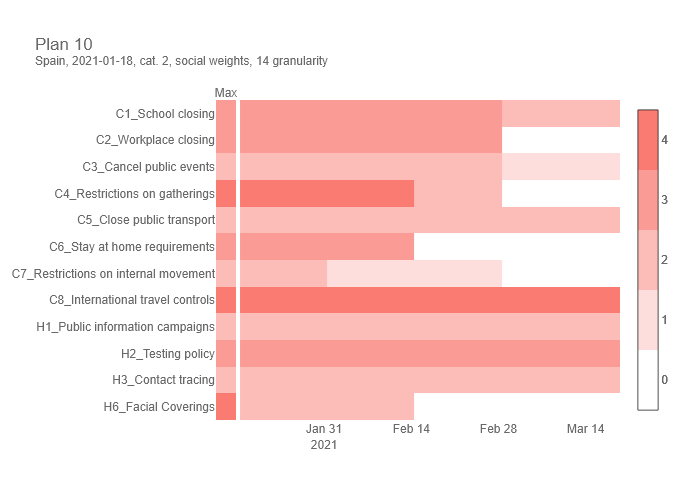 Plan 10
Spain, 2021-01-18, cat. 2, social weights, 14 granularity
Max
C1_School closing
C2_Workplace closing
C3_Cancel public events
C4_Restrictions on gatherings
C5_Close public transport
C6_Stay at home requirements
C7_Restrictions on internal movement
C8_International travel controls
H1_Public information campaigns
H2_Testing policy
H3_Contact tracing
H6_Facial Coverings
Jan 31 Feb 14 Feb 28 Mar 14
2021
4
3
2
1
0